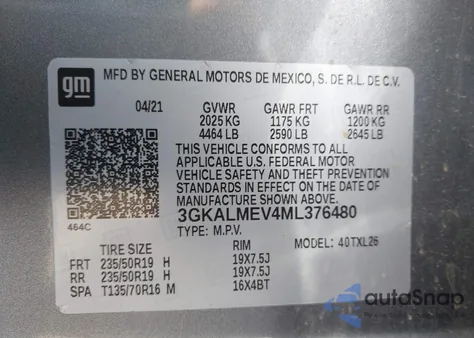 gm
MFD BY GENERAL MOTORS DE MEXICO, S. DE R.L. DE C.V.
04/21 GVWR GAWR FRT GAWR RR
2025 KG 1175 KG 1200 KG
4464 LB 2590 LB 2645 LB
THIS VEHICLE CONFORMS TO ALL
APPLICABLE U.S. FEDERAL MOTOR
VEHICLE SAFETY AND THEFT PREVENTION
STANDARDS IN EFFECT ON THE DATE OF
MANUFACTURE SHOWN ABOVE.
3GKALMEV4ML376480
464C
TYPE: M.P.V. MODEL: 40TXL26
TIRE SIZE RIM
FRT 235/50R19 H 19X7.5J
RR 235/50R19 H 19X7.5J
SPA T135/70R16 M 16X4BT
autoSnap